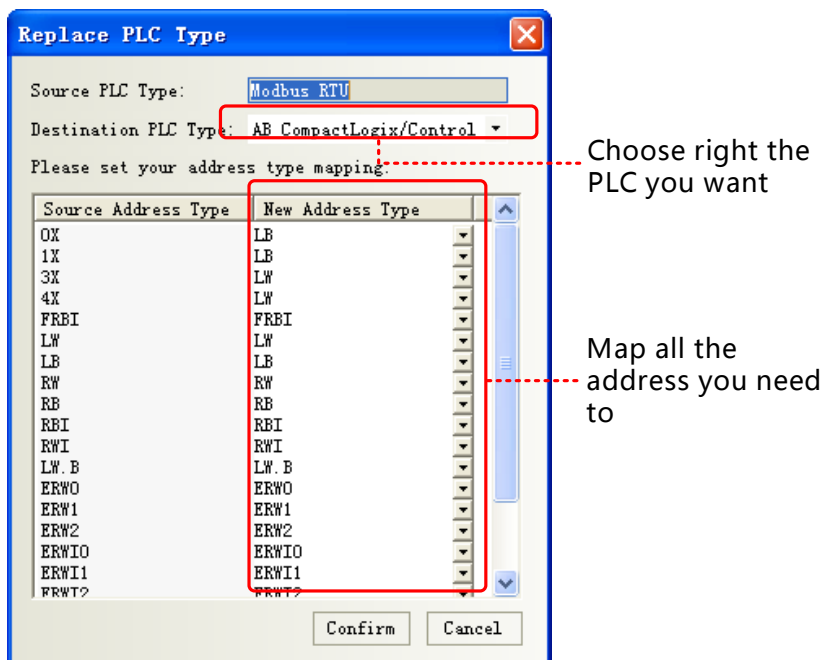 Replace PLC Type
Source PLC Type: Modbus RTU
Destination PLC Type: AB CompactLogix/Control
Please set your address type mapping.
Choose right the
PLC you want
Source Address Type New Address Type
0X LB
1X LB
3X LW
4X LW
FRBI FRBI
LW LW
LB LB
RW RW
RB RB
RBI RBI
RWI RWI
LW.B LW.B
ERW0 ERW0
ERW1 ERW1
ERW2 ERW2
ERWI0 ERWI0
ERWI1 ERWI1
ERWI2 ERWI2
Map all the
address you need
to
Confirm Cancel